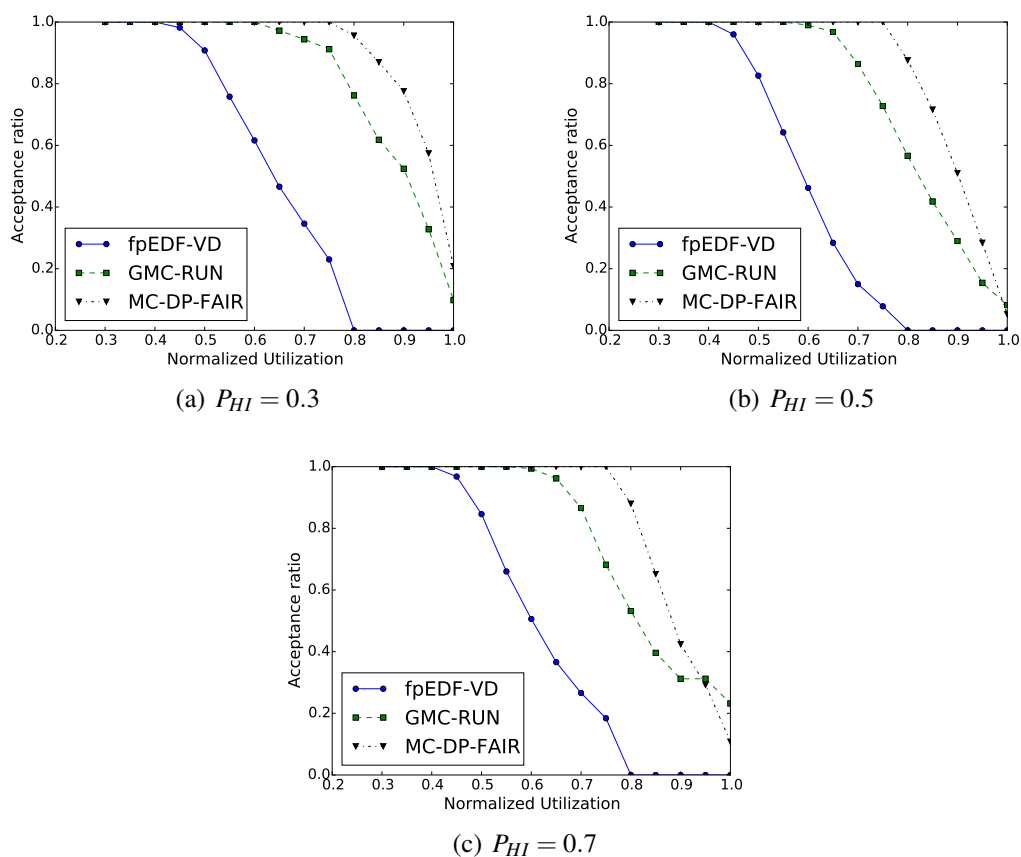 1.0
0.8
0.6
0.4
0.2
0.0
Acceptance ratio
fpEDF-VD
GMC-RUN
MC-DP-FAIR
0.2 0.3 0.4 0.5 0.6 0.7 0.8 0.9 1.0
Normalized Utilization
(a) P_HI = 0.3
1.0
0.8
0.6
0.4
0.2
0.0
Acceptance ratio
fpEDF-VD
GMC-RUN
MC-DP-FAIR
0.2 0.3 0.4 0.5 0.6 0.7 0.8 0.9 1.0
Normalized Utilization
(b) P_HI = 0.5
1.0
0.8
0.6
0.4
0.2
0.0
Acceptance ratio
fpEDF-VD
GMC-RUN
MC-DP-FAIR
0.2 0.3 0.4 0.5 0.6 0.7 0.8 0.9 1.0
Normalized Utilization
(c) P_HI = 0.7